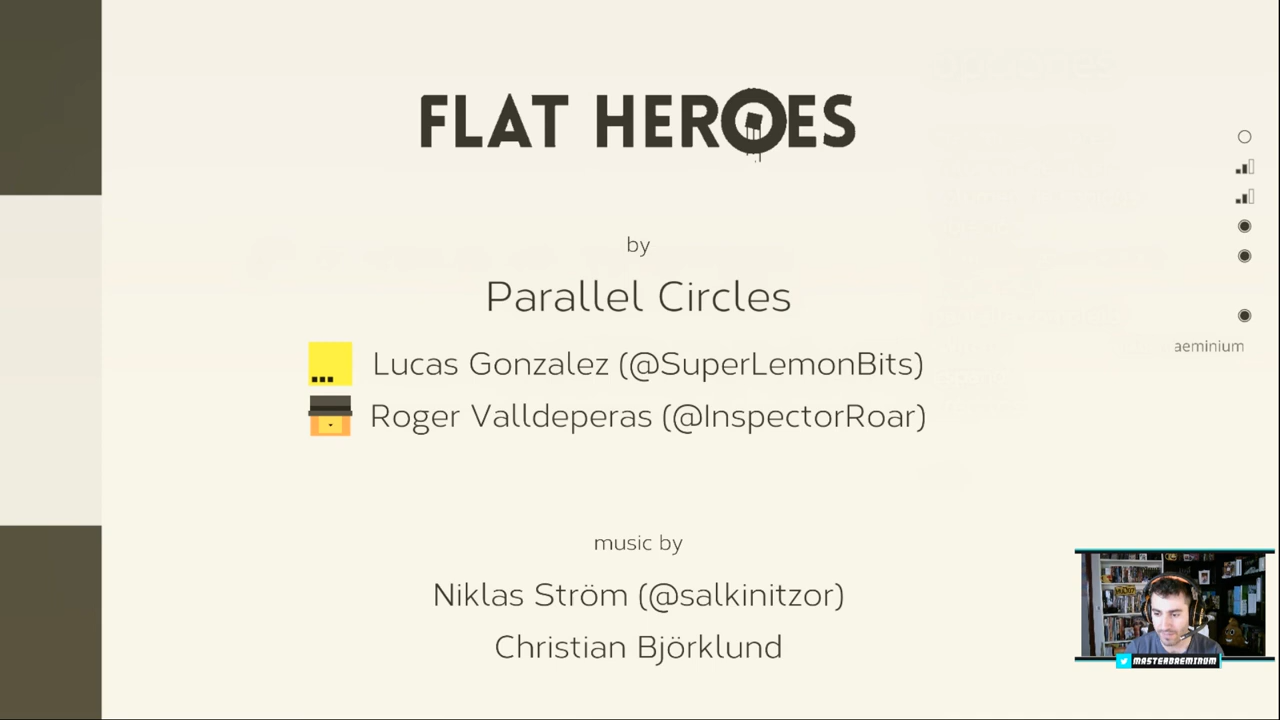 FLAT HEROES
by
Parallel Circles
Lucas Gonzalez (@SuperLemonBits)
Roger Valldeperas (@InspectorRoar)
aeminium
music by
Niklas Ström (@salkinitzor)
Christian Björklund